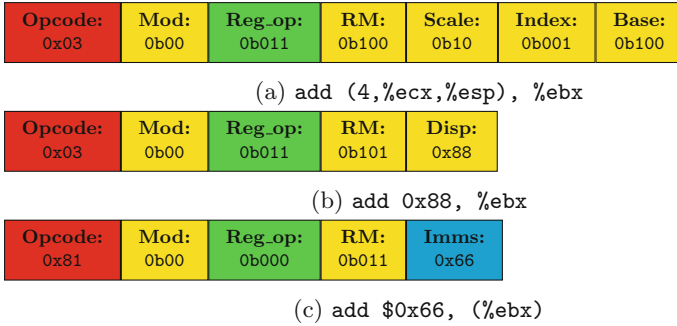 Opcode: Mod: Reg_op: RM: Scale: Index: Base:
0x03 0b00 0b011 0b100 0b10 0b001 0b100
(a) add (4,%ecx,%esp), %ebx
Opcode: Mod: Reg_op: RM: Disp:
0x03 0b00 0b011 0b101 0x88
(b) add 0x88, %ebx
Opcode: Mod: Reg_op: RM: Imms:
0x81 0b00 0b000 0b011 0x66
(c) add $0x66, (%ebx)